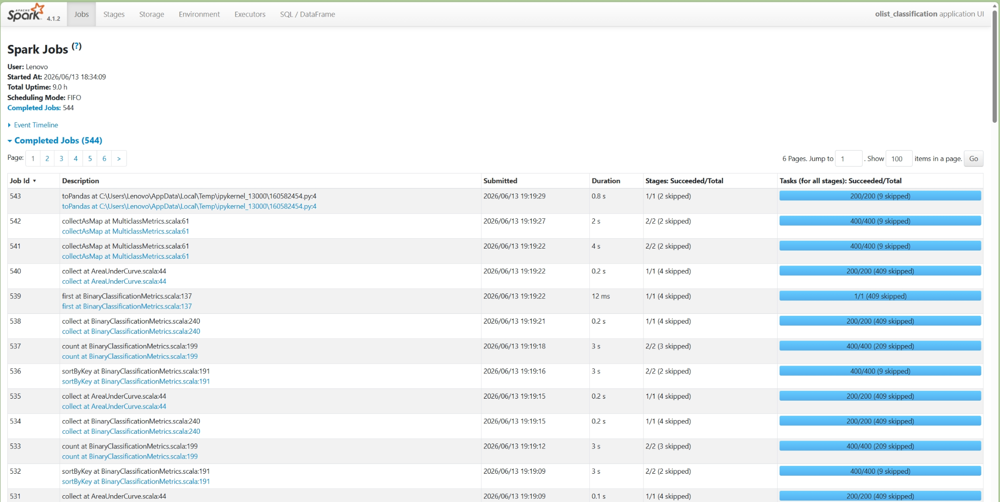 APACHE
Spark 4.1.2 Jobs Stages Storage Environment Executors SQL / DataFrame olist_classification application UI
Spark Jobs (?)
User: Lenovo
Started At: 2026/06/13 18:34:09
Total Uptime: 9.0 h
Scheduling Mode: FIFO
Completed Jobs: 544
Event Timeline
Completed Jobs (544)
Page: 1 2 3 4 5 6 > 6 Pages. Jump to 1 . Show 100 items in a page. Go
Job Id ▾ Description Submitted Duration Stages: Succeeded/Total Tasks (for all stages): Succeeded/Total
543 toPandas at C:\Users\Lenovo\AppData\Local\Temp\ipykernel_13000\160582454.py:4 2026/06/13 19:19:29 0.8 s 1/1 (2 skipped) 200/200 (9 skipped)
toPandas at C:\Users\Lenovo\AppData\Local\Temp\ipykernel_13000\160582454.py:4
542 collectAsMap at MulticlassMetrics.scala:61 2026/06/13 19:19:27 2 s 2/2 (2 skipped) 400/400 (9 skipped)
collectAsMap at MulticlassMetrics.scala:61
541 collectAsMap at MulticlassMetrics.scala:61 2026/06/13 19:19:22 4 s 2/2 (2 skipped) 400/400 (9 skipped)
collectAsMap at MulticlassMetrics.scala:61
540 collect at AreaUnderCurve.scala:44 2026/06/13 19:19:22 0.2 s 1/1 (4 skipped) 200/200 (409 skipped)
collect at AreaUnderCurve.scala:44
539 first at BinaryClassificationMetrics.scala:137 2026/06/13 19:19:22 12 ms 1/1 (4 skipped) 1/1 (409 skipped)
first at BinaryClassificationMetrics.scala:137
538 collect at BinaryClassificationMetrics.scala:240 2026/06/13 19:19:21 0.2 s 1/1 (4 skipped) 200/200 (409 skipped)
collect at BinaryClassificationMetrics.scala:240
537 count at BinaryClassificationMetrics.scala:199 2026/06/13 19:19:18 3 s 2/2 (3 skipped) 400/400 (209 skipped)
count at BinaryClassificationMetrics.scala:199
536 sortByKey at BinaryClassificationMetrics.scala:191 2026/06/13 19:19:16 3 s 2/2 (2 skipped) 400/400 (9 skipped)
sortByKey at BinaryClassificationMetrics.scala:191
535 collect at AreaUnderCurve.scala:44 2026/06/13 19:19:15 0.2 s 1/1 (4 skipped) 200/200 (409 skipped)
collect at AreaUnderCurve.scala:44
534 collect at BinaryClassificationMetrics.scala:240 2026/06/13 19:19:15 0.2 s 1/1 (4 skipped) 200/200 (409 skipped)
collect at BinaryClassificationMetrics.scala:240
533 count at BinaryClassificationMetrics.scala:199 2026/06/13 19:19:12 3 s 2/2 (3 skipped) 400/400 (209 skipped)
count at BinaryClassificationMetrics.scala:199
532 sortByKey at BinaryClassificationMetrics.scala:191 2026/06/13 19:19:09 3 s 2/2 (2 skipped) 400/400 (9 skipped)
sortByKey at BinaryClassificationMetrics.scala:191
531 collect at AreaUnderCurve.scala:44 2026/06/13 19:19:09 0.1 s 1/1 (4 skipped) 200/200 (409 skipped)